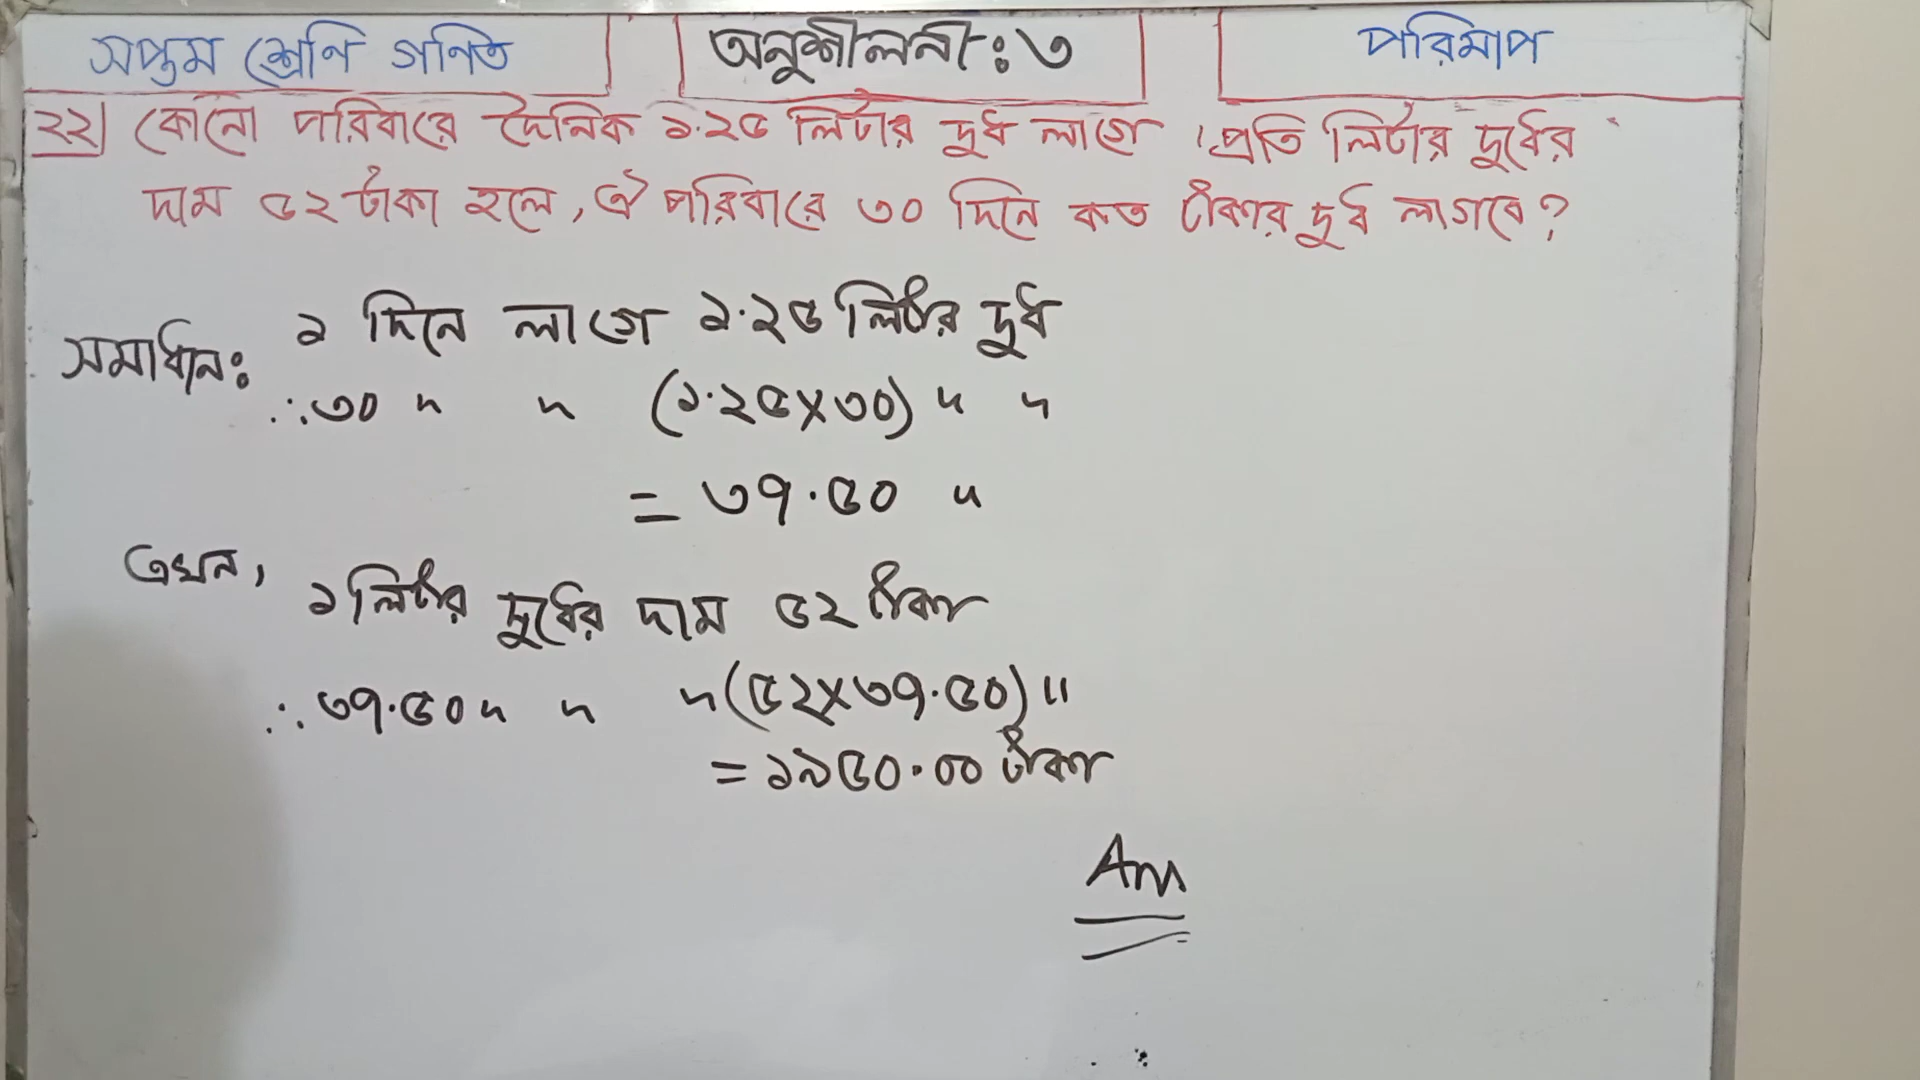 সপ্তম শ্রেণি গণিত অনুশীলনী:৩ পরিমাপ
২২| কোনো পরিবারে দৈনিক ১.২৫ লিটার দুধ লাগে। প্রতি লিটার দুধের
দাম ৫২ টাকা হলে, ঐ পরিবারে ৩০ দিনে কত টাকার দুধ লাগবে?
সমাধান: ১ দিনে লাগে ১.২৫ লিটার দুধ
∴ ৩০ " " (১.২৫×৩০) " "
= ৩৭.৫০ "
এখন,
১ লিটার দুধের দাম ৫২ টাকা
∴ ৩৭.৫০ " " " (৫২×৩৭.৫০) "
= ১৯৫০.০০ টাকা
Ans